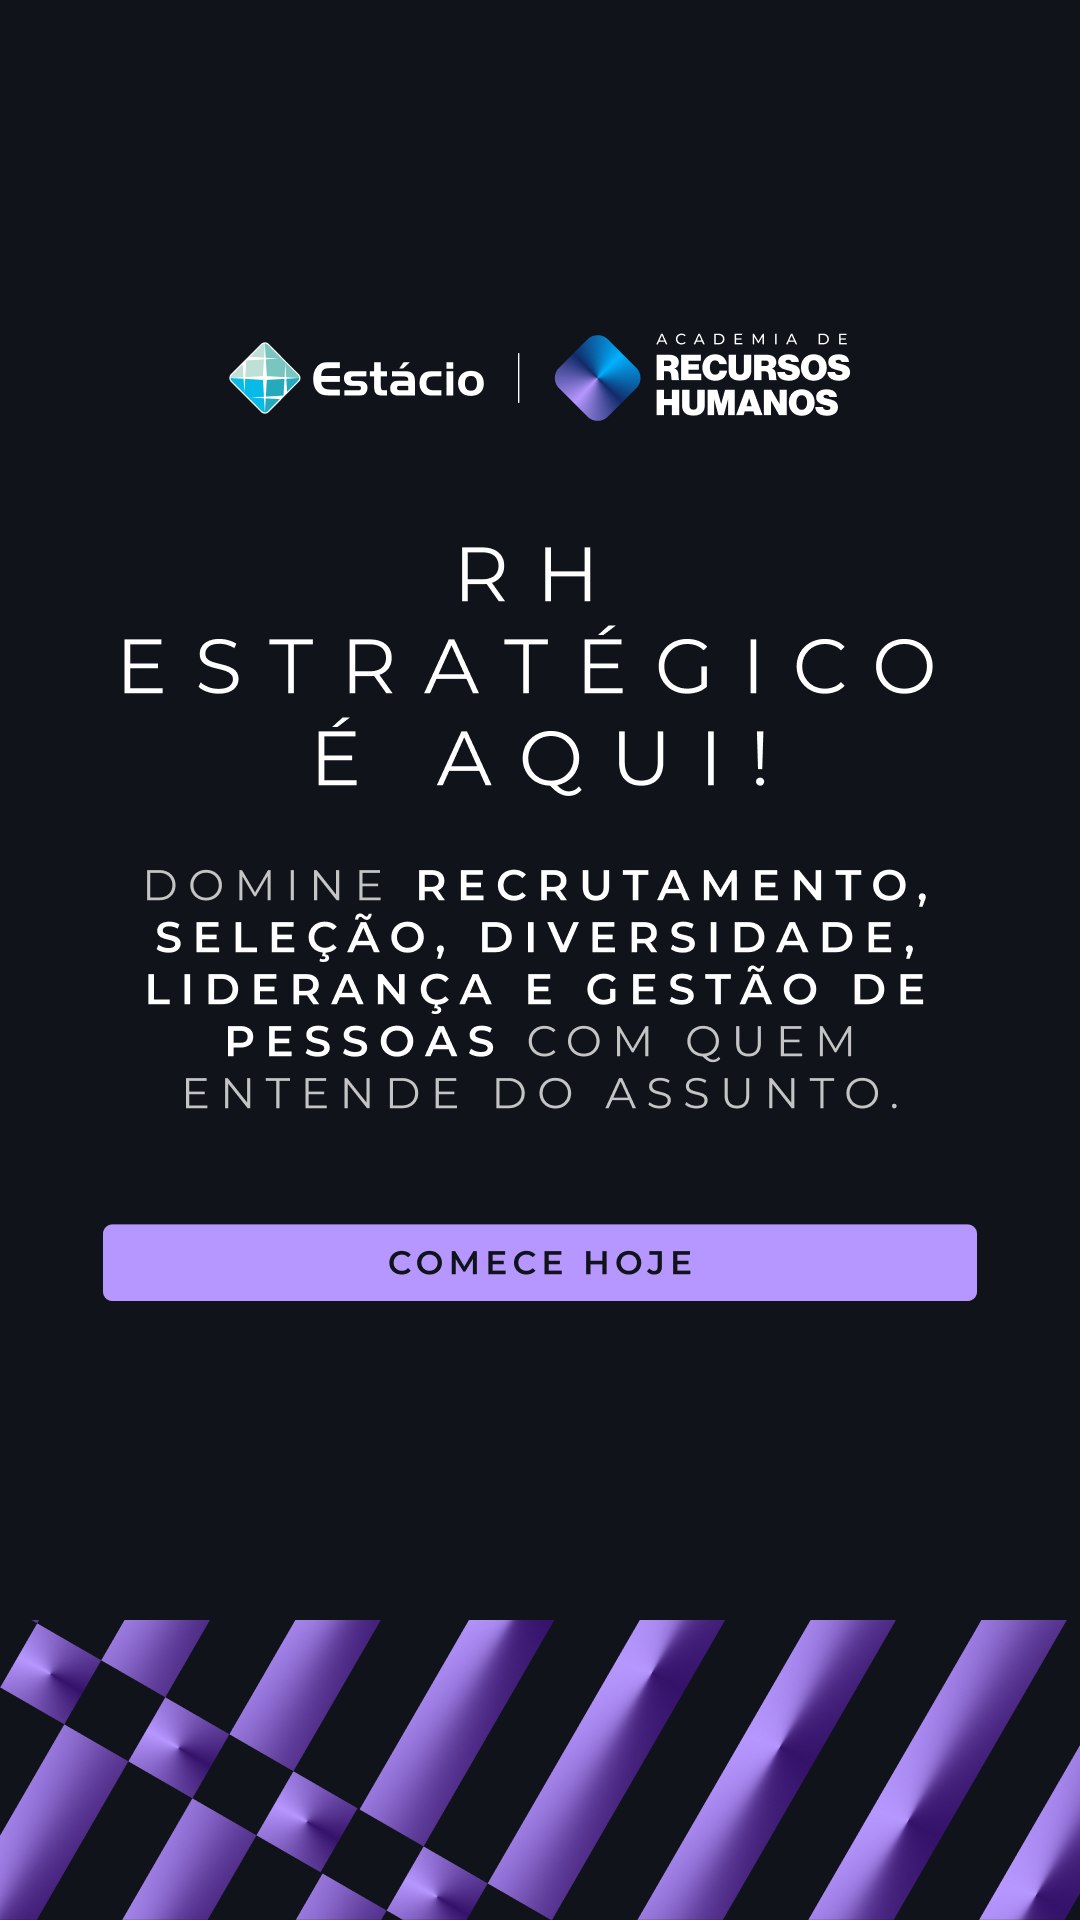 Estácio
ACADEMIA DE
RECURSOS
HUMANOS
RH
ESTRATÉGICO
É AQUI!
DOMINE RECRUTAMENTO,
SELEÇÃO, DIVERSIDADE,
LIDERANÇA E GESTÃO DE
PESSOAS COM QUEM
ENTENDE DO ASSUNTO.
COMECE HOJE